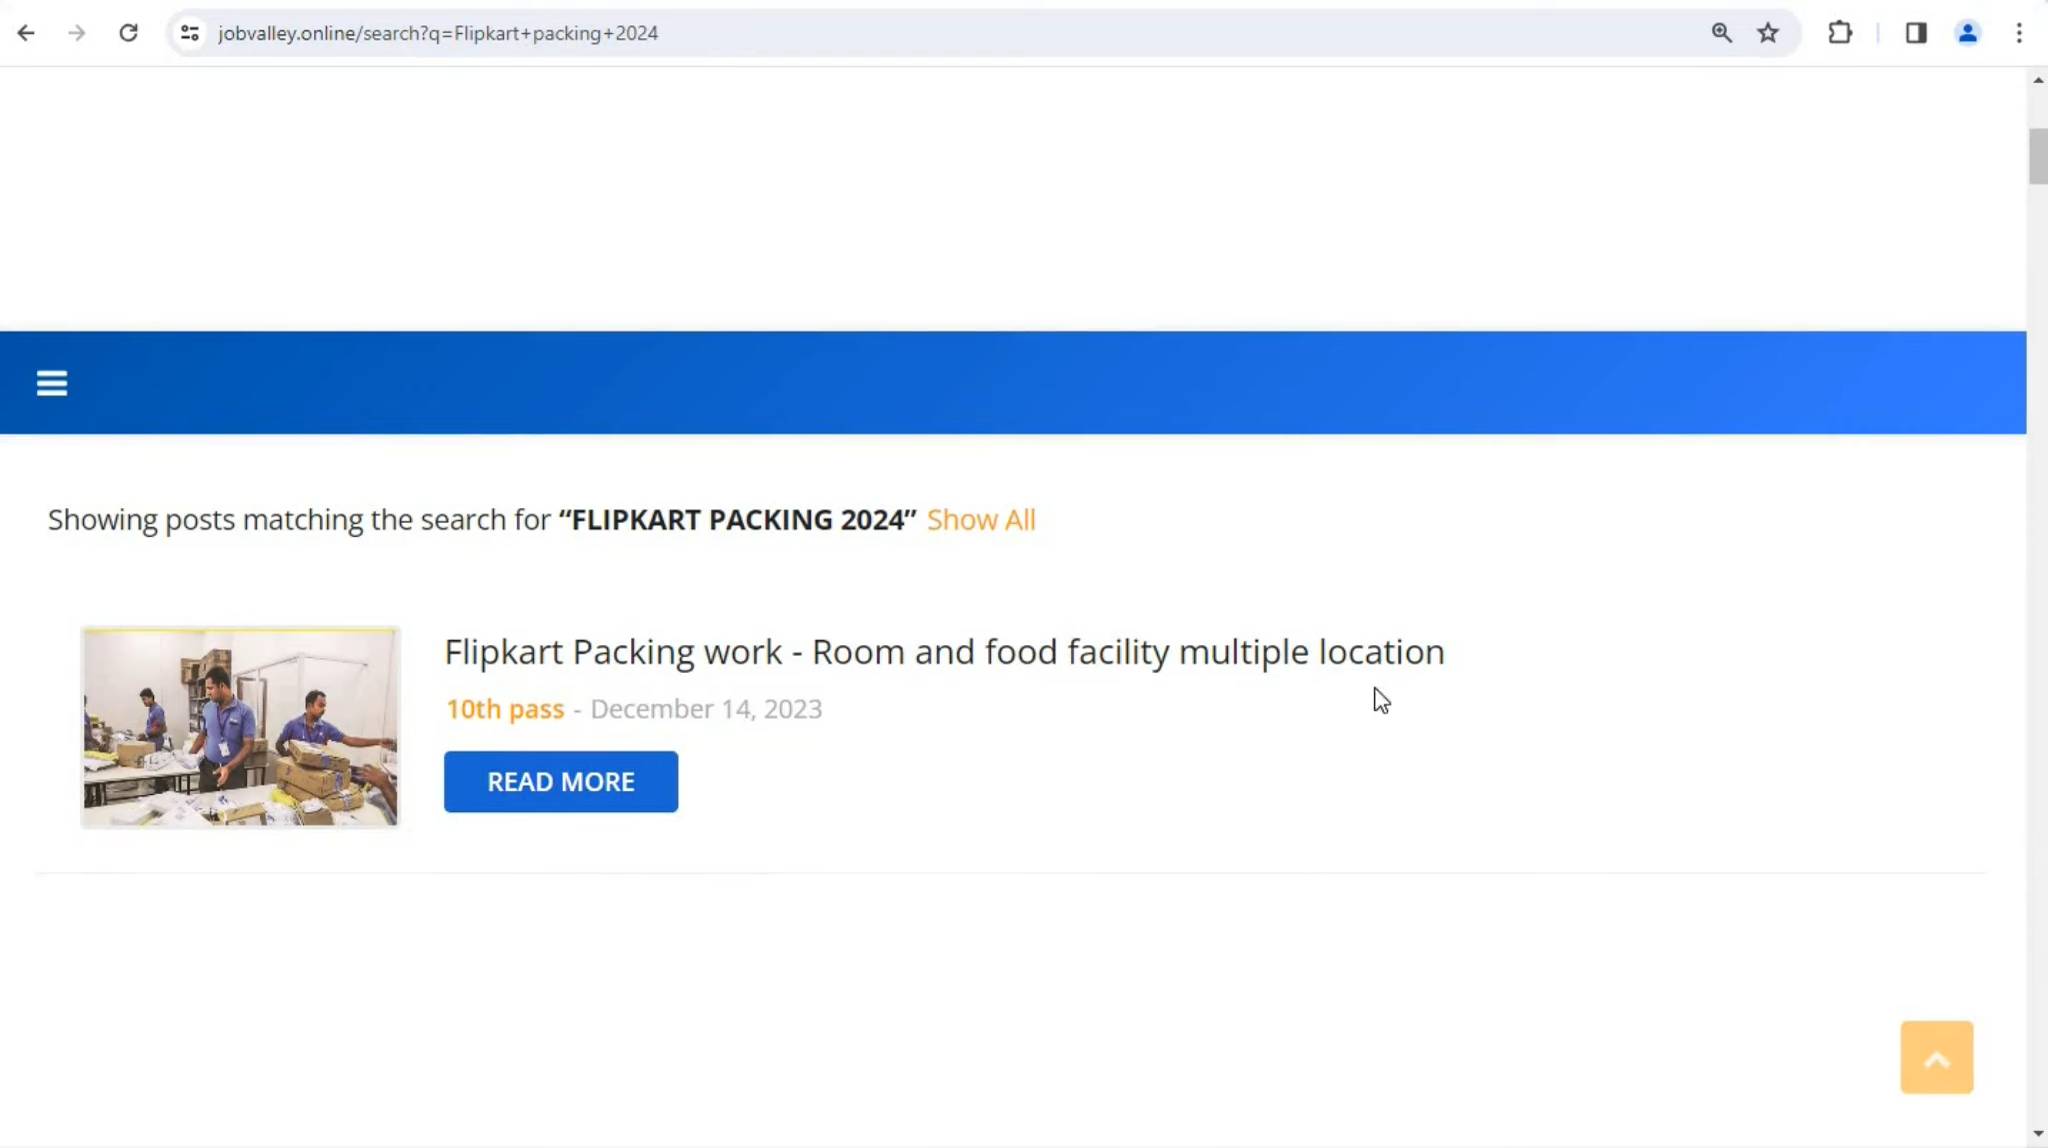 jobvalley.online/search?q=Flipkart+packing+2024
Showing posts matching the search for “FLIPKART PACKING 2024” Show All
Flipkart Packing work - Room and food facility multiple location
10th pass - December 14, 2023
READ MORE